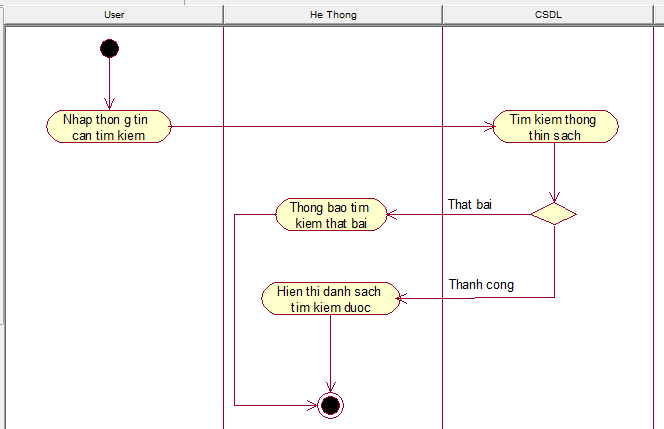 User
He Thong
CSDL
Nhap thon g tin
can tim kiem
Tim kiem thong
thin sach
That bai
Thong bao tim
kiem that bai
Thanh cong
Hien thi danh sach
tim kiem duoc